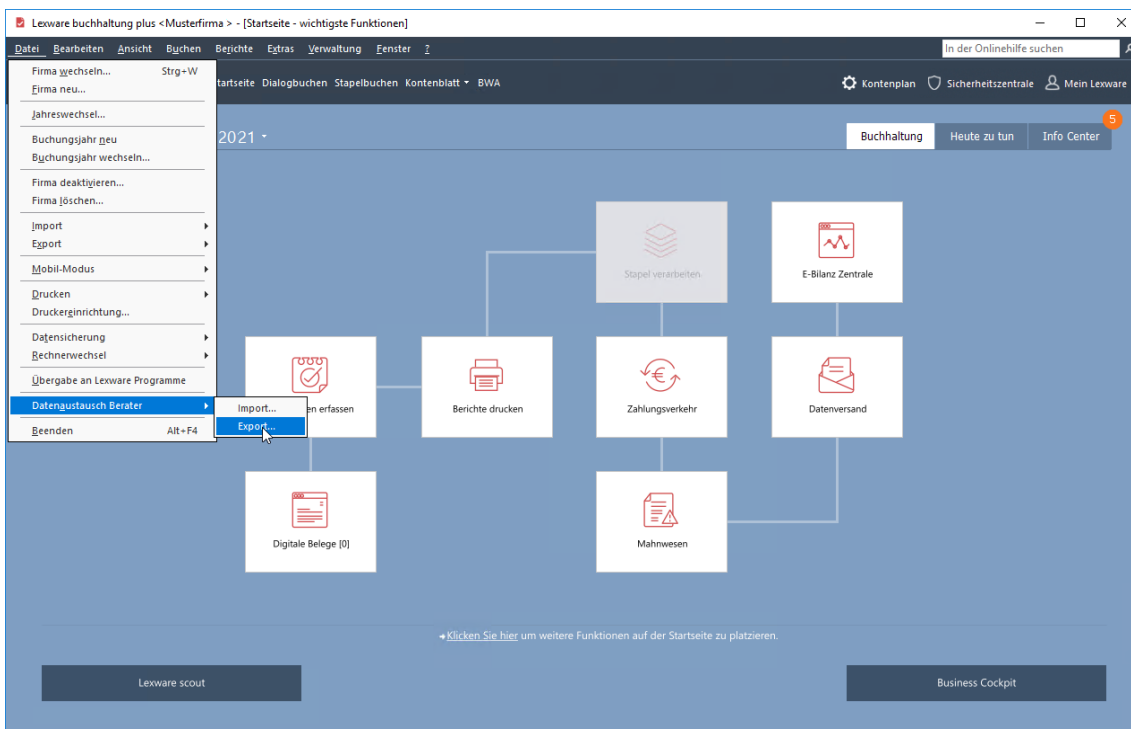 Lexware buchhaltung plus <Musterfirma > - [Startseite - wichtigste Funktionen]
Datei Bearbeiten Ansicht Buchen Berichte Extras Verwaltung Fenster ?
In der Onlinehilfe suchen
Firma wechseln... Strg+W
Firma neu...
Jahreswechsel...
Buchungsjahr neu
Buchungsjahr wechseln...
Firma deaktivieren...
Firma löschen...
Import
Export
Mobil-Modus
Drucken
Druckereinrichtung...
Datensicherung
Rechnerwechsel
Übergabe an Lexware Programme
Datenaustausch Berater
Beenden Alt+F4
Import...
Export...
tartseite Dialogbuchen Stapelbuchen Kontenblatt BWA
Kontenplan Sicherheitszentrale Mein Lexware
2021
Buchhaltung Heute zu tun Info Center 5
Stapel verarbeiten
E-Bilanz Zentrale
en erfassen
Berichte drucken
Zahlungsverkehr
Datenversand
Digitale Belege [0]
Mahnwesen
Klicken Sie hier um weitere Funktionen auf der Startseite zu platzieren.
Lexware scout
Business Cockpit